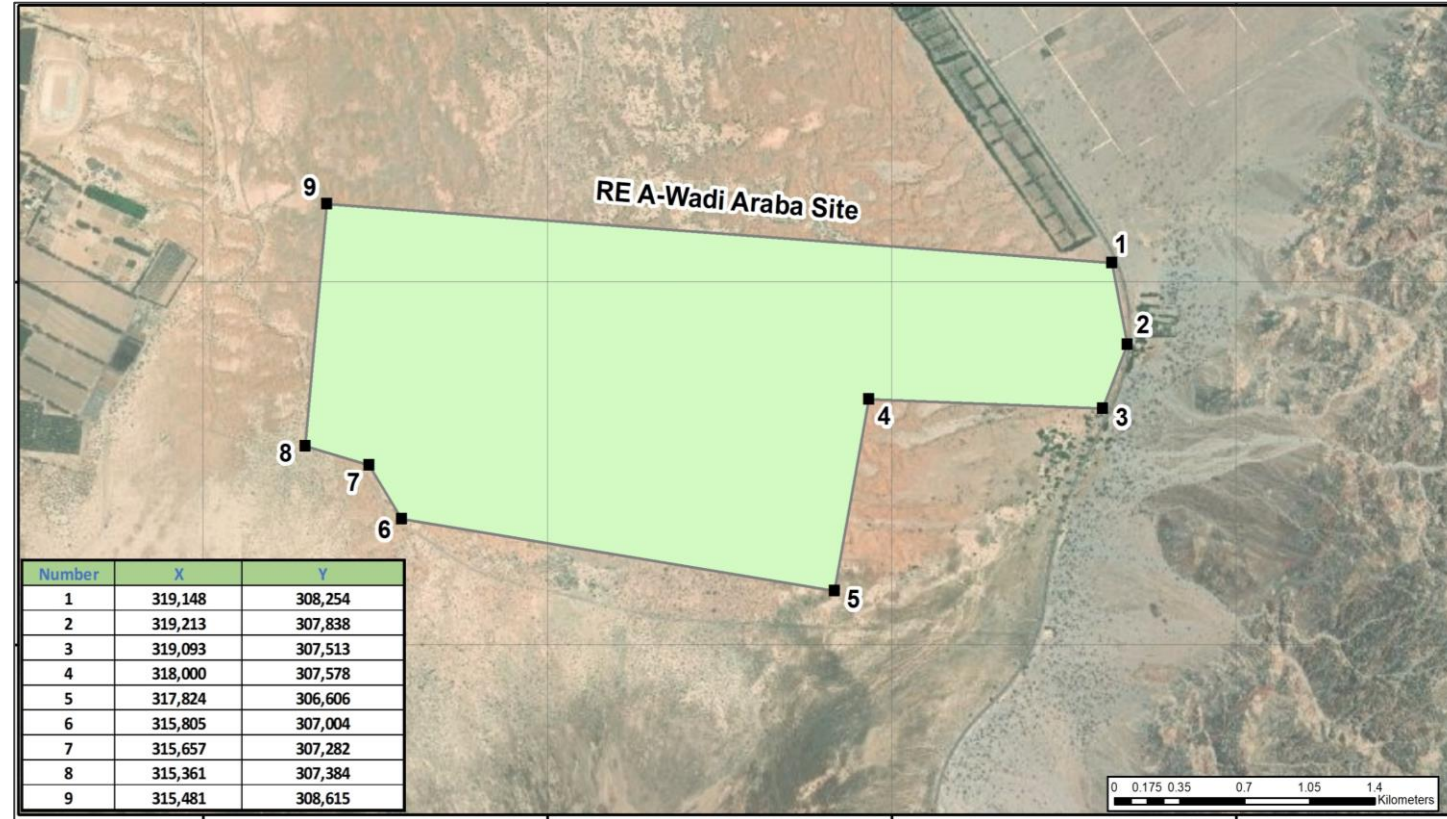 9
RE A-Wadi Araba Site
1
2
3
4
5
6
7
8
Number X Y
1 319,148 308,254
2 319,213 307,838
3 319,093 307,513
4 318,000 307,578
5 317,824 306,606
6 315,805 307,004
7 315,657 307,282
8 315,361 307,384
9 315,481 308,615
0 0.175 0.35 0.7 1.05 1.4
Kilometers